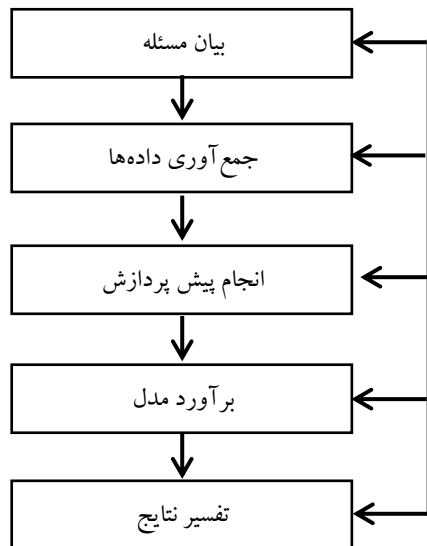 بیان مسئله
جمع‌آوری داده‌ها
انجام پیش پردازش
برآورد مدل
تفسیر نتایج